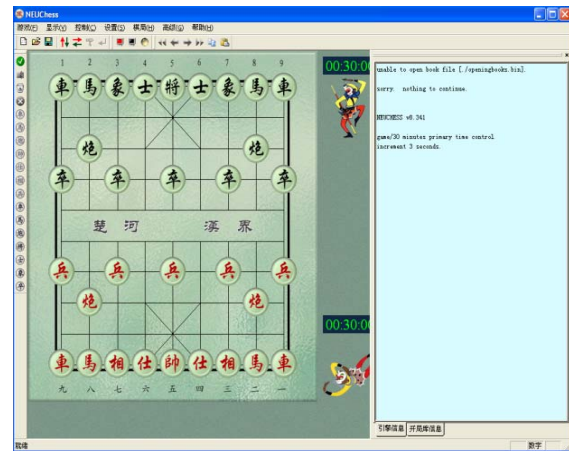 NEUChess
游戏(F) 显示(V) 控制(C) 设置(S) 棋局(M) 高级(G) 帮助(H)
1 2 3 4 5 6 7 8 9
車 馬 象 士 將 士 象 馬 車
炮 炮
卒 卒 卒 卒 卒
楚 河 漢 界
兵 兵 兵 兵 兵
炮 炮
車 馬 相 仕 帥 仕 相 馬 車
九 八 七 六 五 四 三 二 一
00:30:00
00:30:00
unable to open book file [./openingbookx.bin].
sorry. nothing to continue.
NEUCHESS v8.341
game/30 minutes primary time control
increment 3 seconds.
引擎信息 开局库信息
就绪
数字